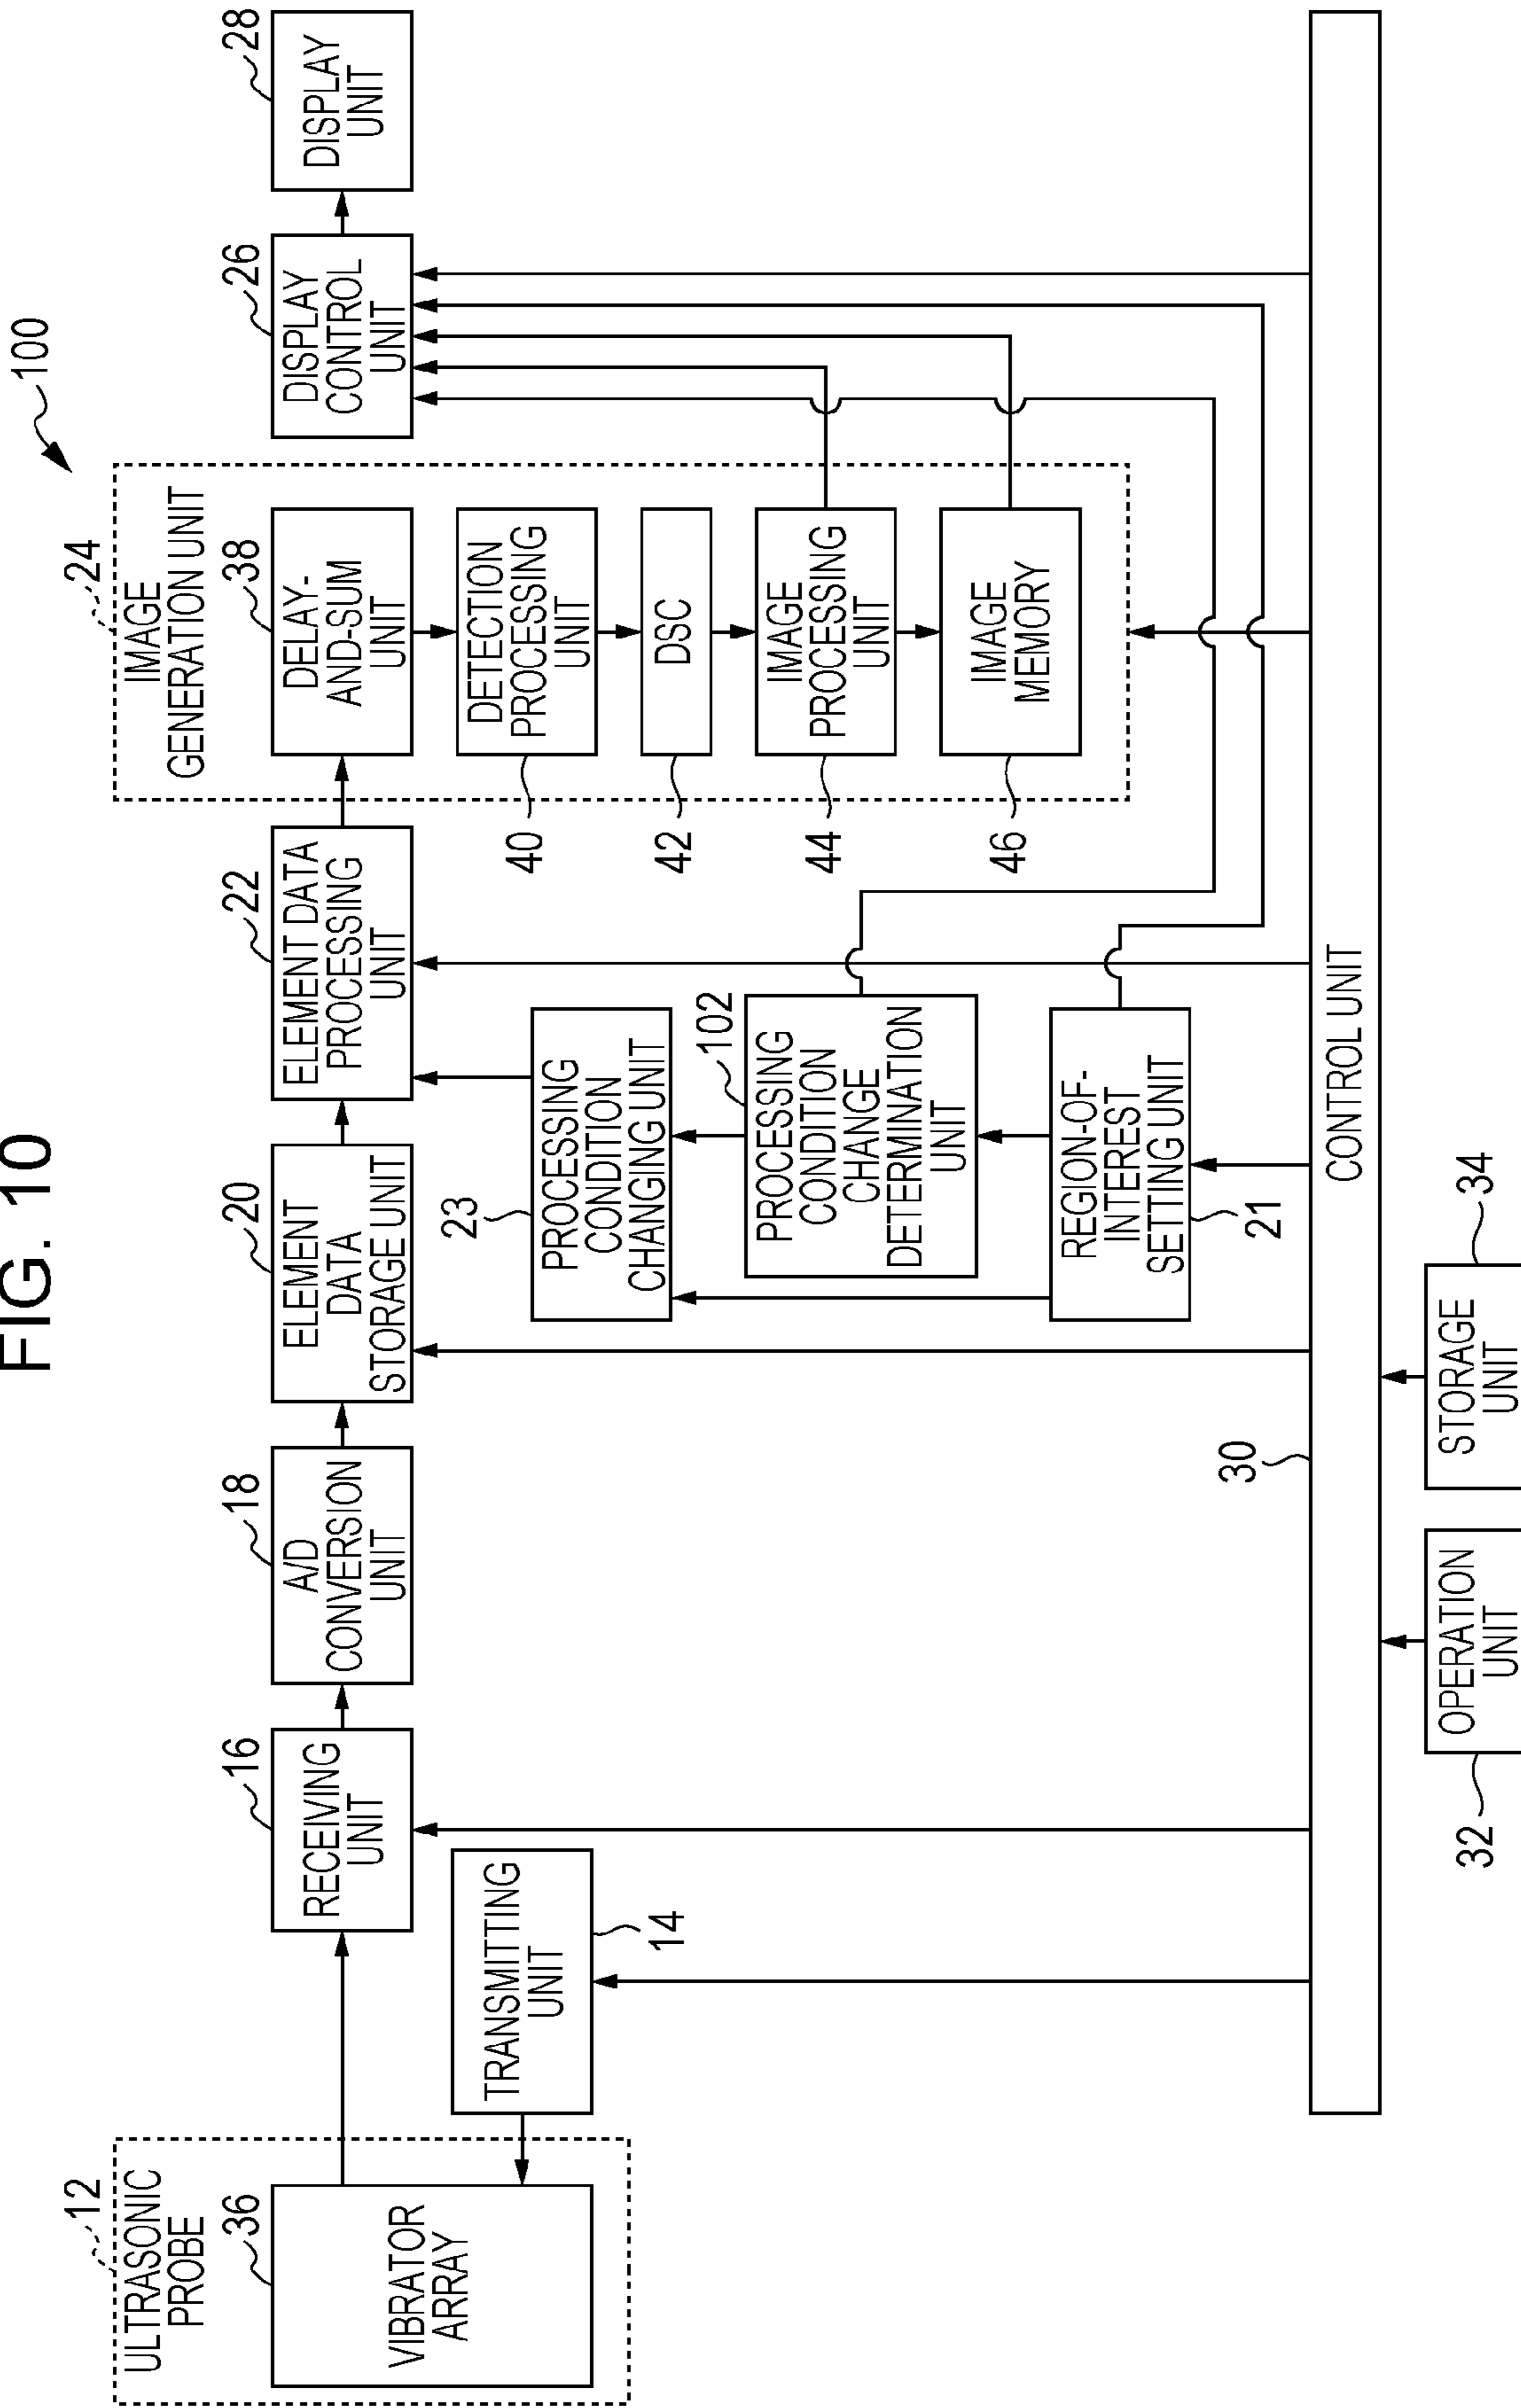 FIG. 10
100
12
ULTRASONIC
PROBE
36
VIBRATOR
ARRAY
TRANSMITTING
UNIT
14
16
RECEIVING
UNIT
18
A/D
CONVERSION
UNIT
20
ELEMENT
DATA
STORAGE UNIT
22
ELEMENT DATA
PROCESSING
UNIT
24
IMAGE
GENERATION UNIT
38
DELAY-
AND-SUM
UNIT
DETECTION
PROCESSING
UNIT
40
DSC
42
IMAGE
PROCESSING
UNIT
44
IMAGE
MEMORY
46
26
DISPLAY
CONTROL
UNIT
28
DISPLAY
UNIT
23
PROCESSING
CONDITION
CHANGING UNIT
102
PROCESSING
CONDITION
CHANGE
DETERMINATION
UNIT
REGION-OF-
INTEREST
SETTING UNIT
21
30
CONTROL UNIT
32
OPERATION
UNIT
STORAGE
UNIT
34